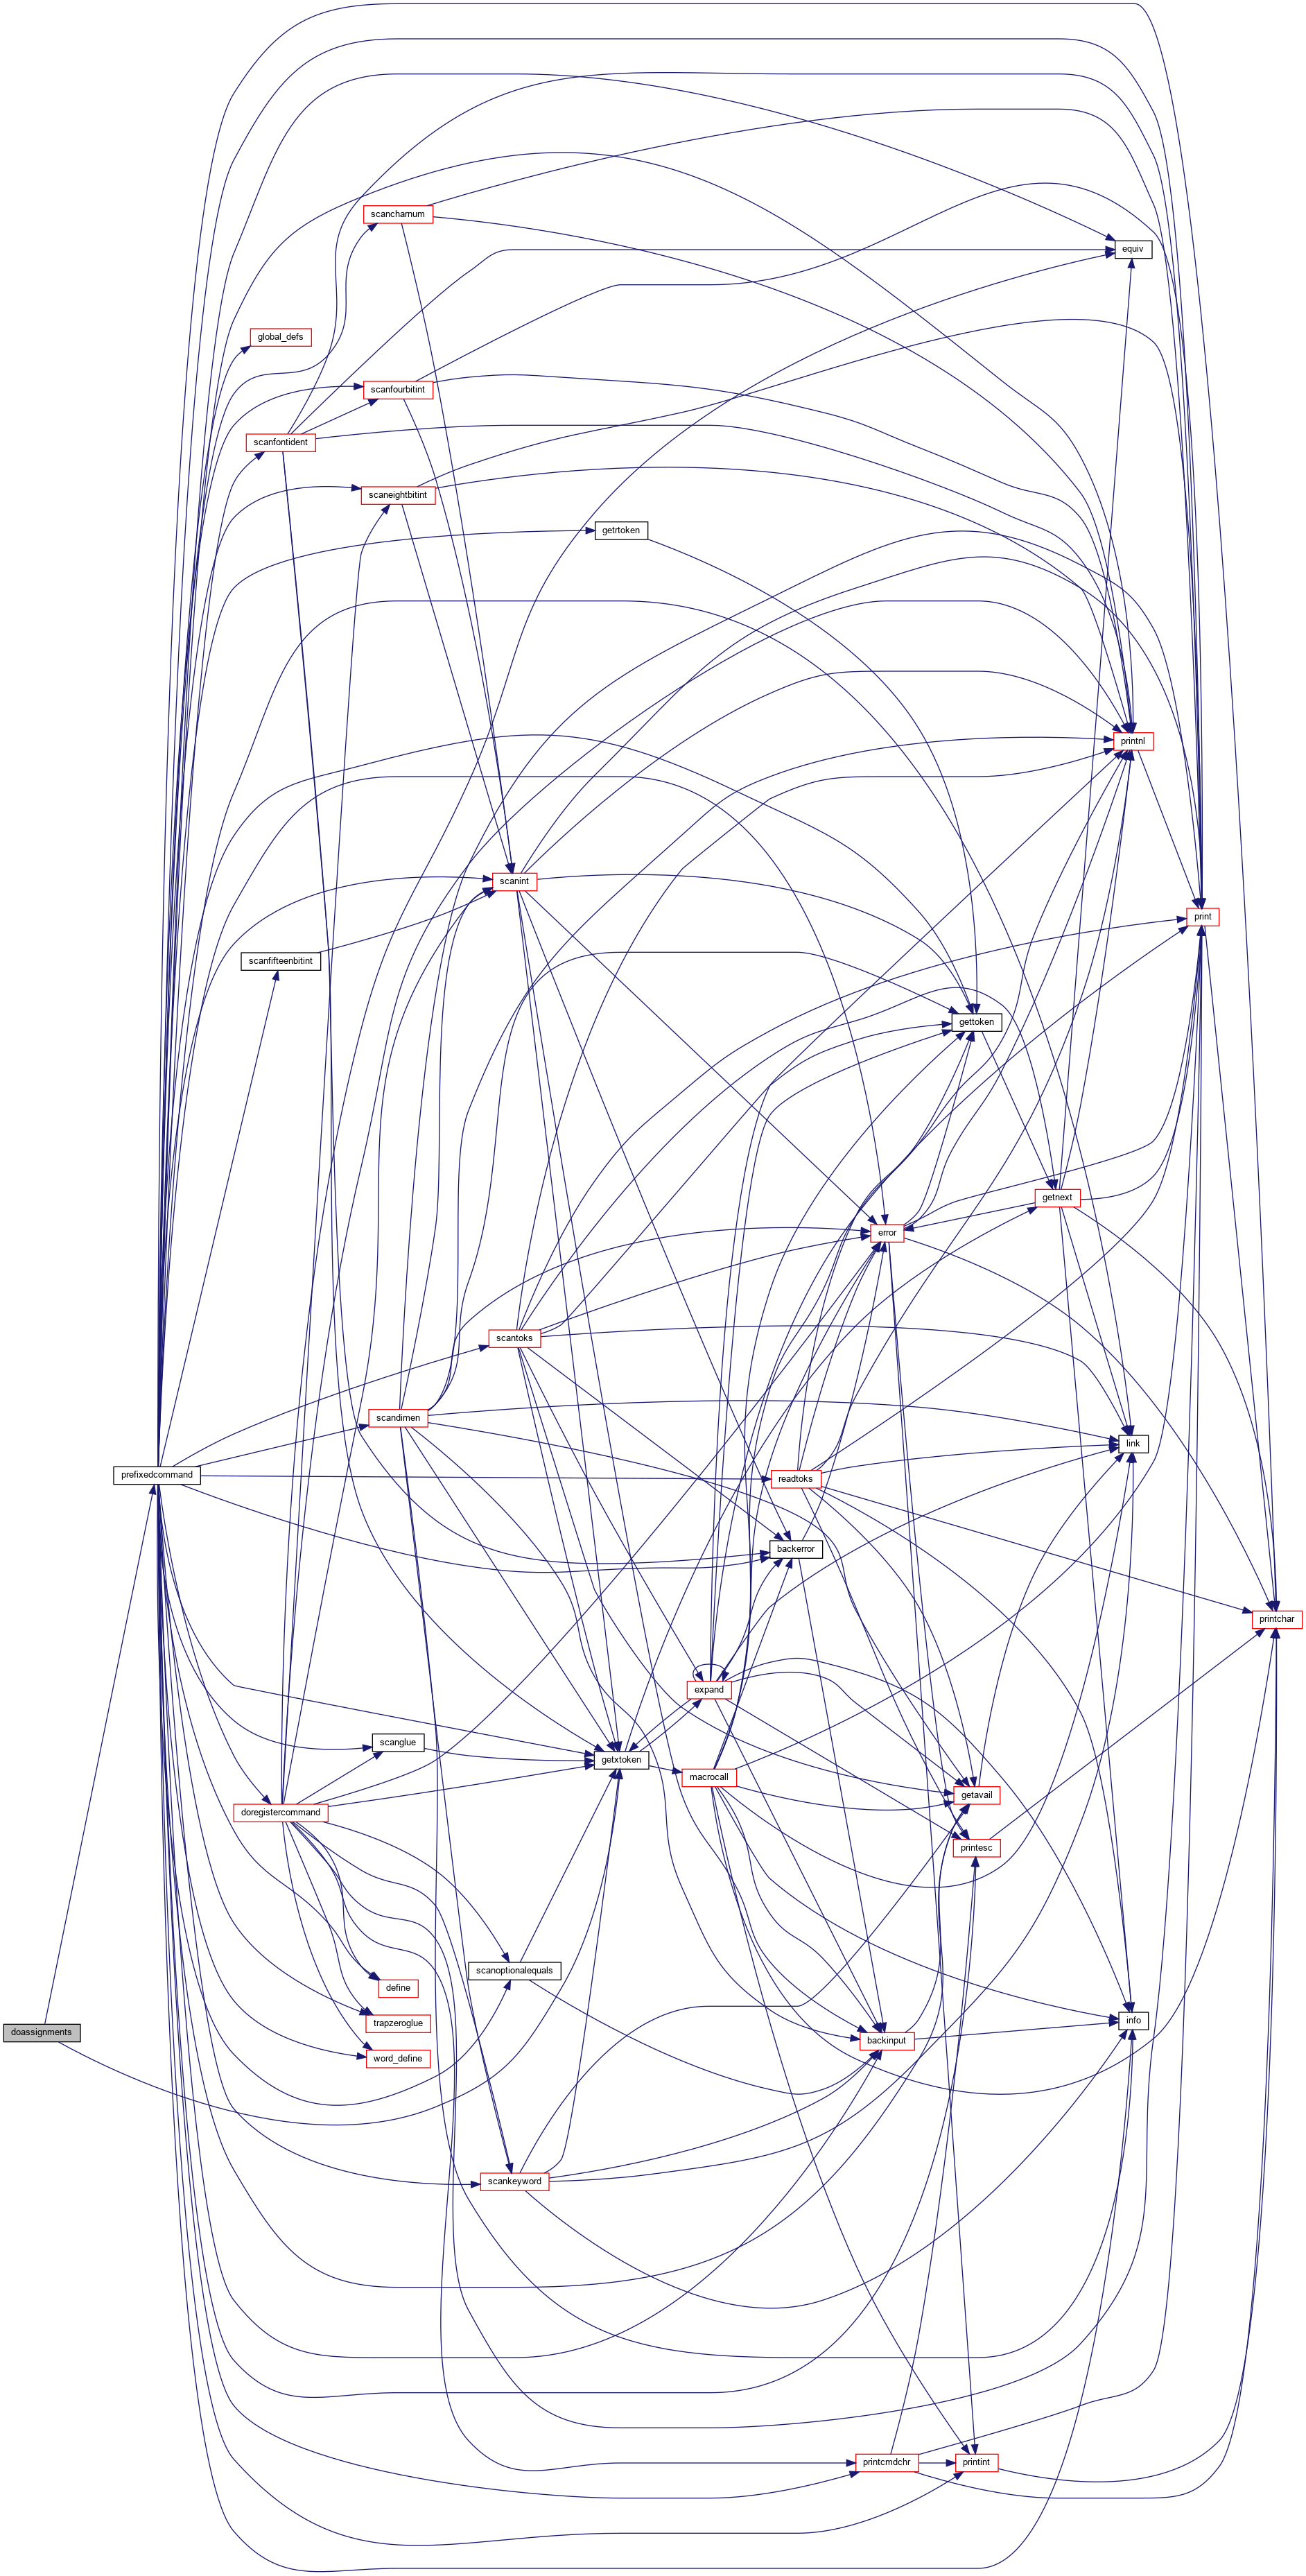 scancharnum
equiv
global_defs
scanfourbitint
scanfontident
scaneightbitint
getrtoken
printnl
scanint
print
scanfifteenbitint
gettoken
getnext
error
scantoks
scandimen
link
prefixedcommand
readtoks
backerror
printchar
expand
scanglue
getxtoken
macrocall
getavail
doregistercommand
printesc
scanoptionalequals
define
info
trapzeroglue
doassignments
backinput
word_define
scankeyword
printcmdchr
printint